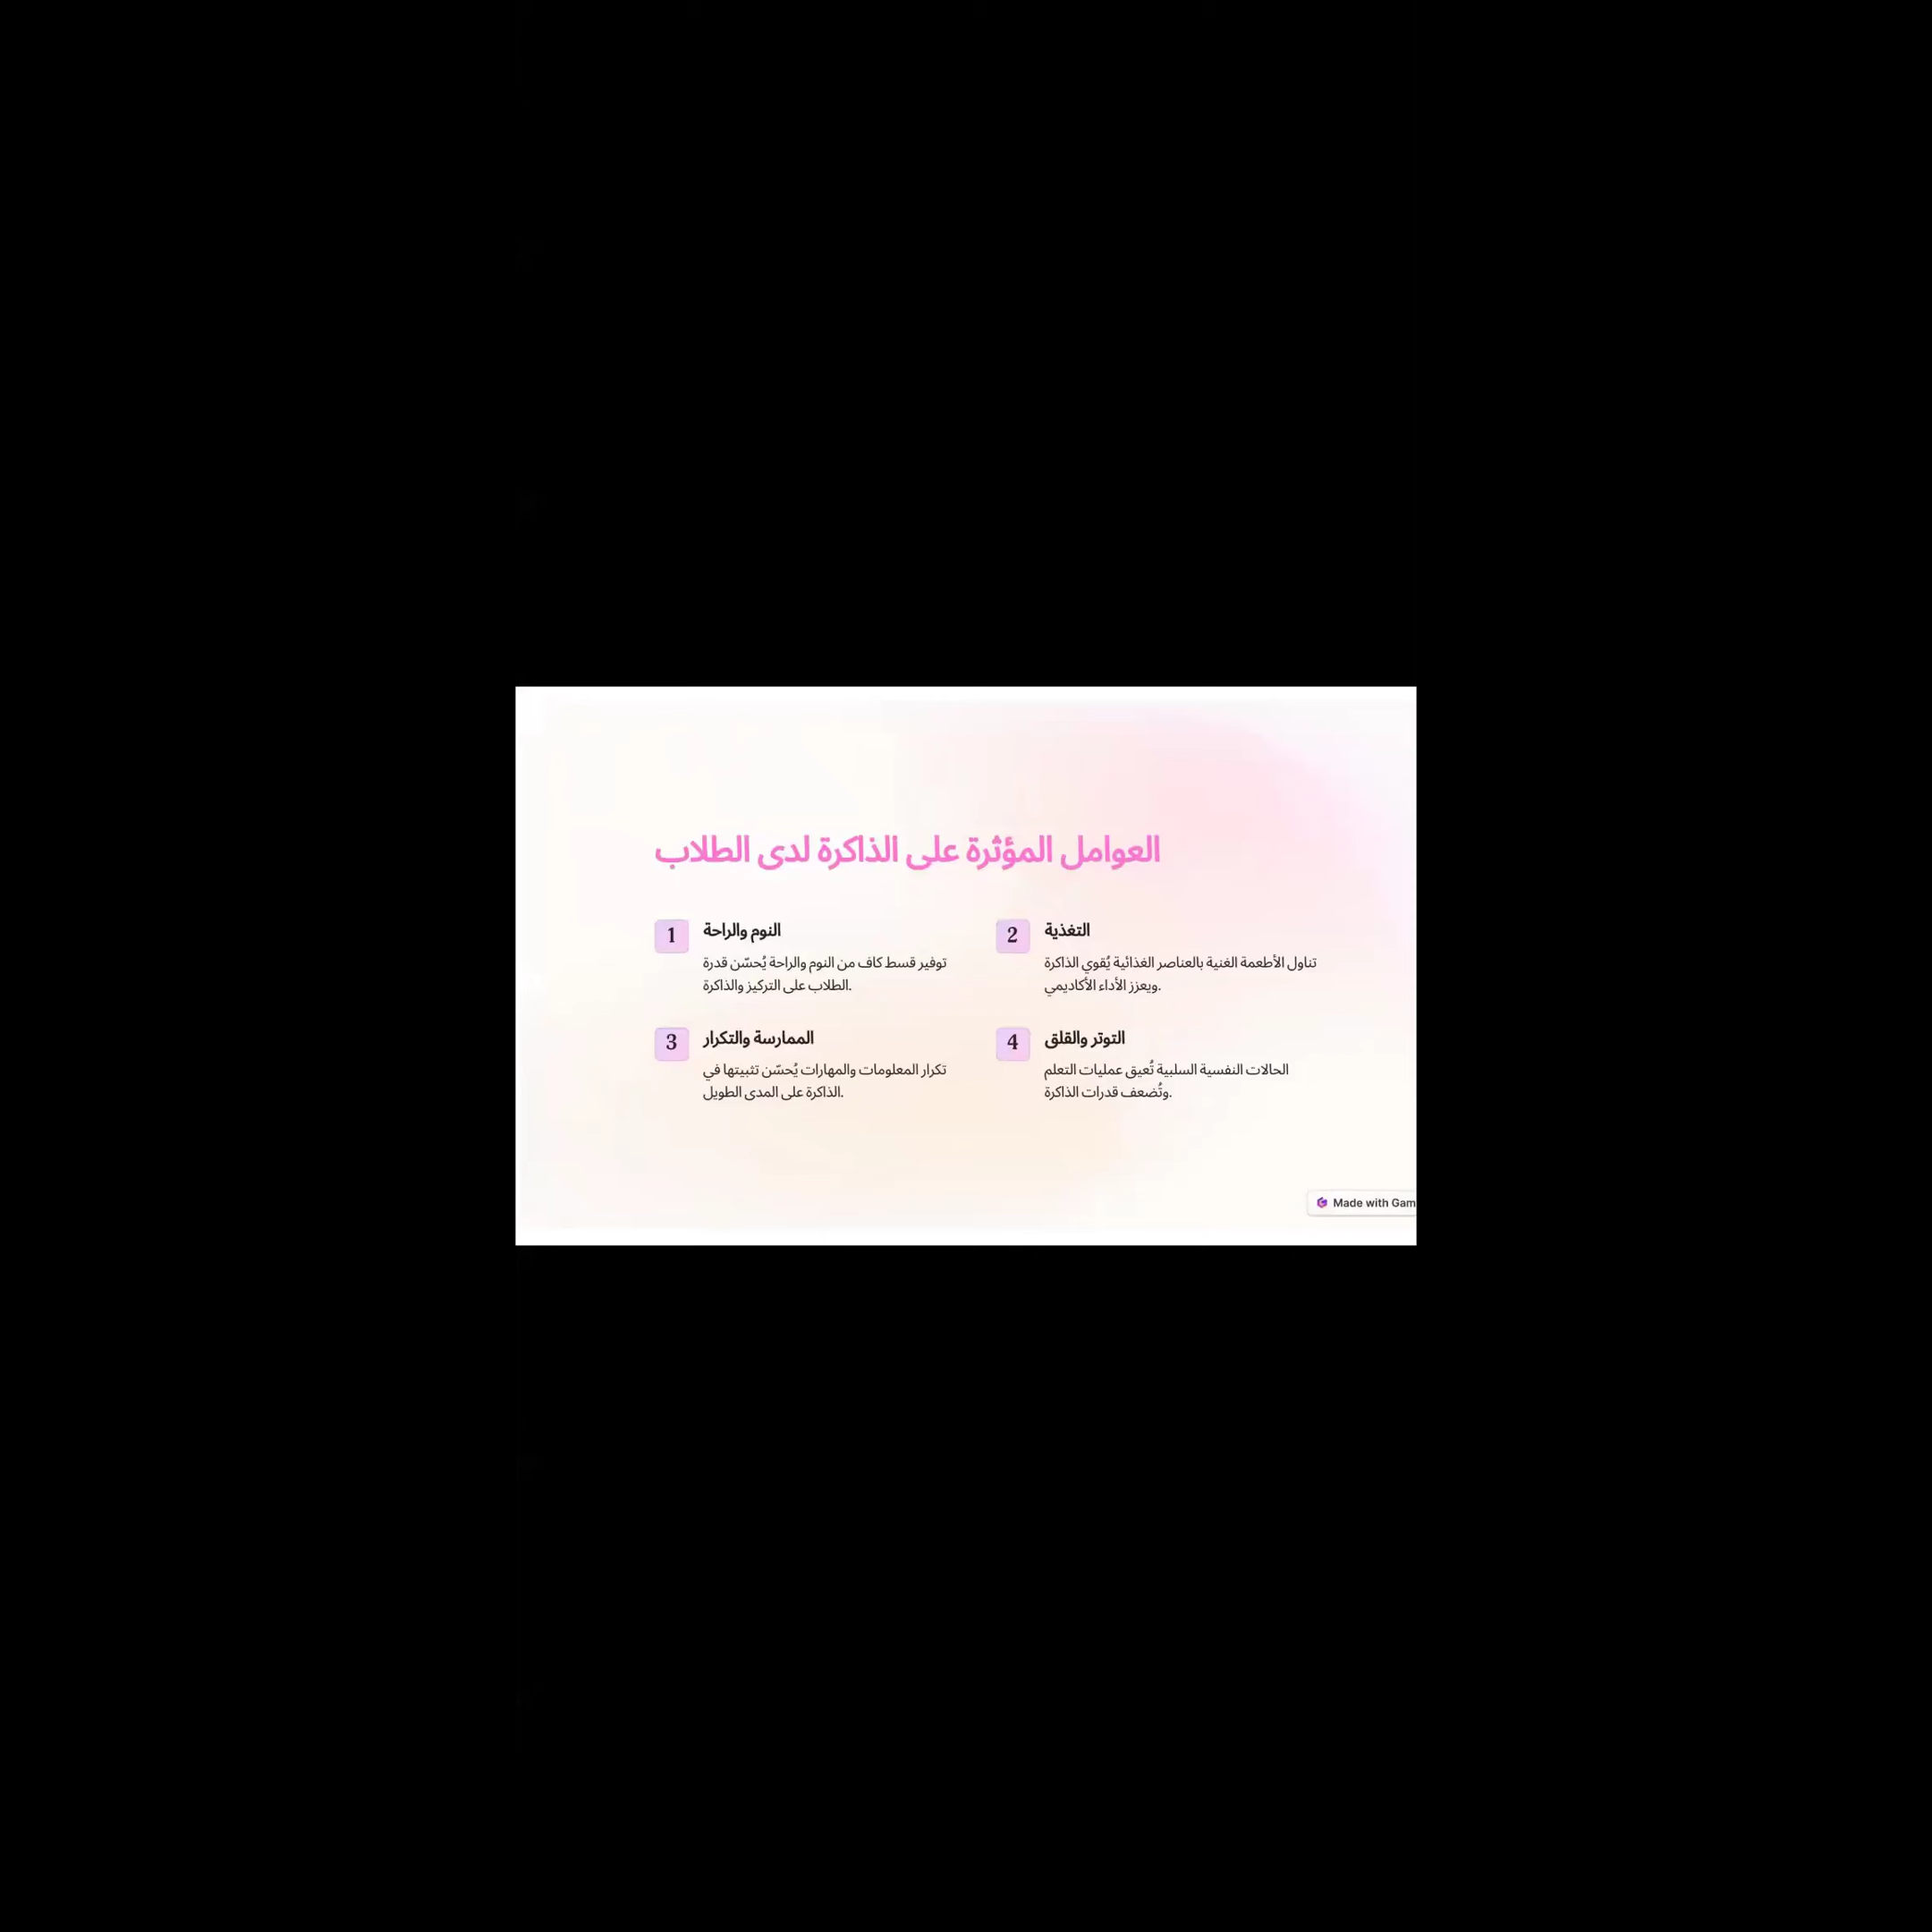 العوامل المؤثرة على الذاكرة لدى الطلاب
1
النوم والراحة
توفير قسط كاف من النوم والراحة يُحسّن قدرة
الطلاب على التركيز والذاكرة.
2
التغذية
تناول الأطعمة الغنية بالعناصر الغذائية يُقوي الذاكرة
ويعزز الأداء الأكاديمي.
3
الممارسة والتكرار
تكرار المعلومات والمهارات يُحسّن تثبيتها في
الذاكرة على المدى الطويل.
4
التوتر والقلق
الحالات النفسية السلبية تُعيق عمليات التعلم
وتُضعف قدرات الذاكرة.
Made with Gam